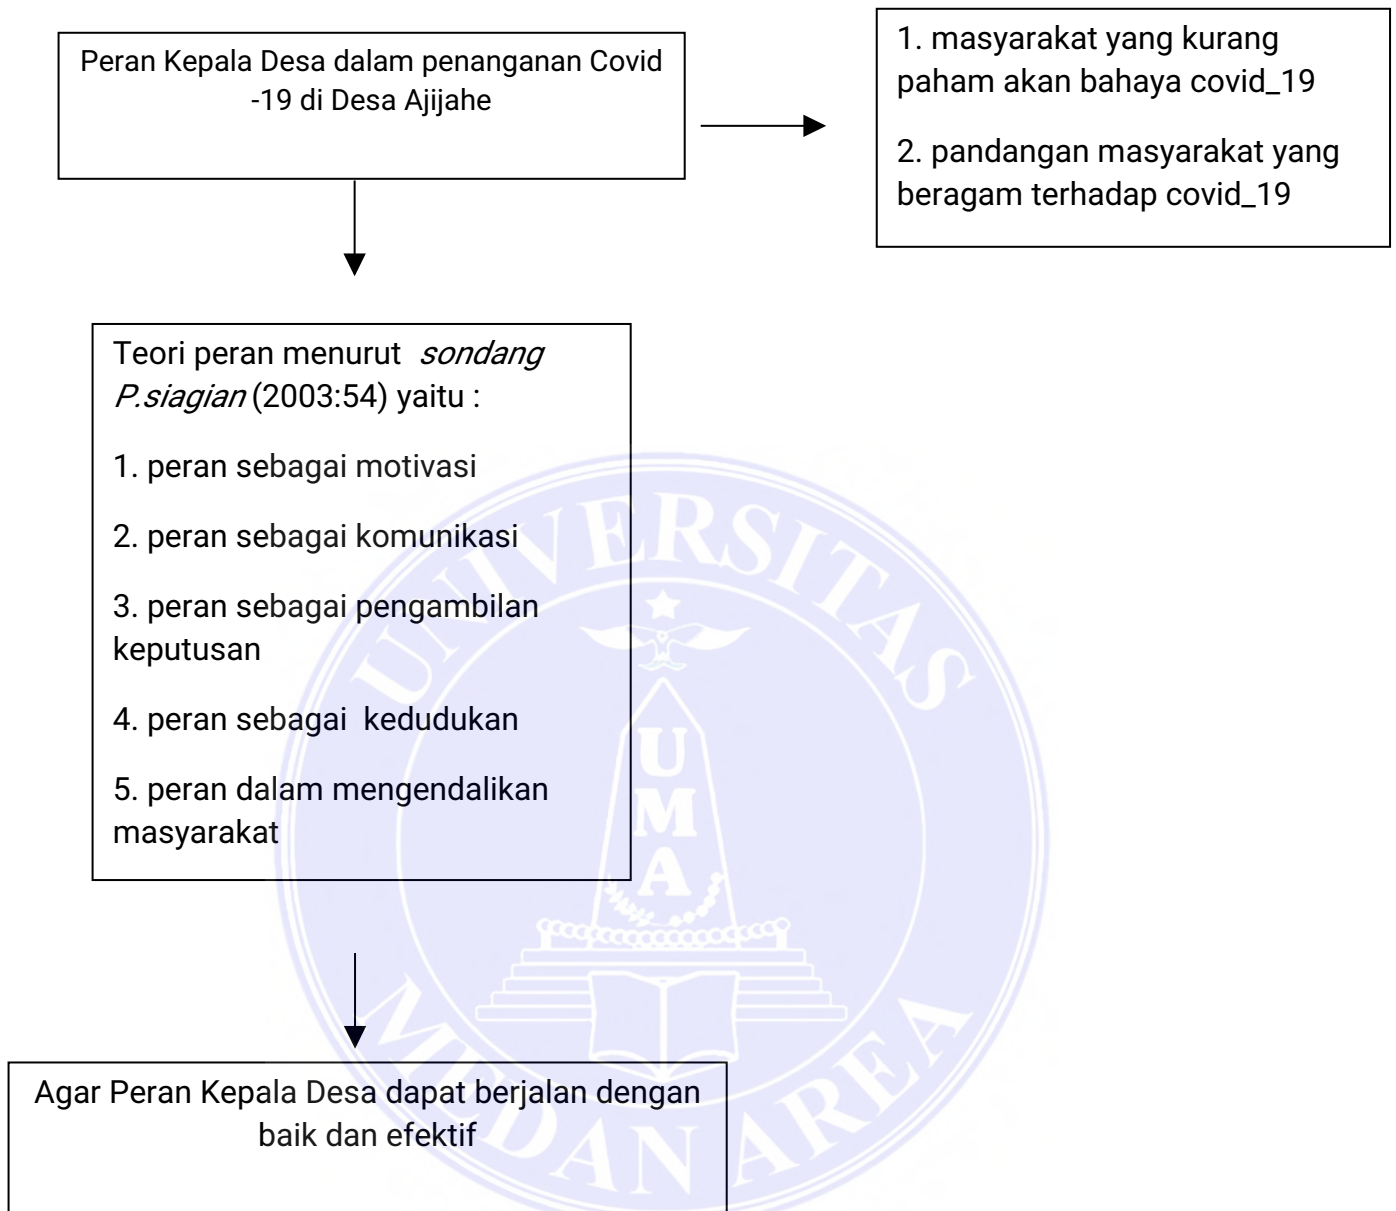 Peran Kepala Desa dalam penanganan Covid
-19 di Desa Ajijahe
1. masyarakat yang kurang
paham akan bahaya covid_19
2. pandangan masyarakat yang
beragam terhadap covid_19
Teori peran menurut sondang
P.siagian (2003:54) yaitu :
1. peran sebagai motivasi
2. peran sebagai komunikasi
3. peran sebagai pengambilan
keputusan
4. peran sebagai kedudukan
5. peran dalam mengendalikan
masyarakat
Agar Peran Kepala Desa dapat berjalan dengan
baik dan efektif
UNIVERSITAS
MEDAN AREA
U
M
A